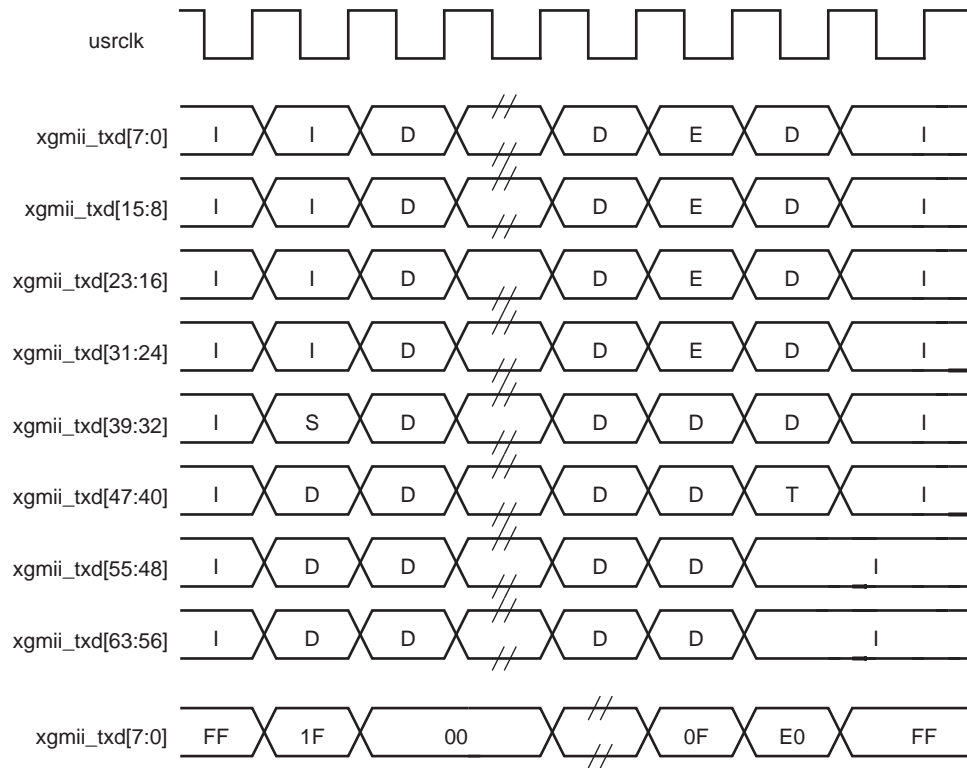 usrclk
xgmii_txd[7:0] I I D D E D I
xgmii_txd[15:8] I I D D E D I
xgmii_txd[23:16] I I D D E D I
xgmii_txd[31:24] I I D D E D I
xgmii_txd[39:32] I S D D D D I
xgmii_txd[47:40] I D D D D T I
xgmii_txd[55:48] I D D D D I
xgmii_txd[63:56] I D D D D I
xgmii_txd[7:0] FF 1F 00 0F E0 FF